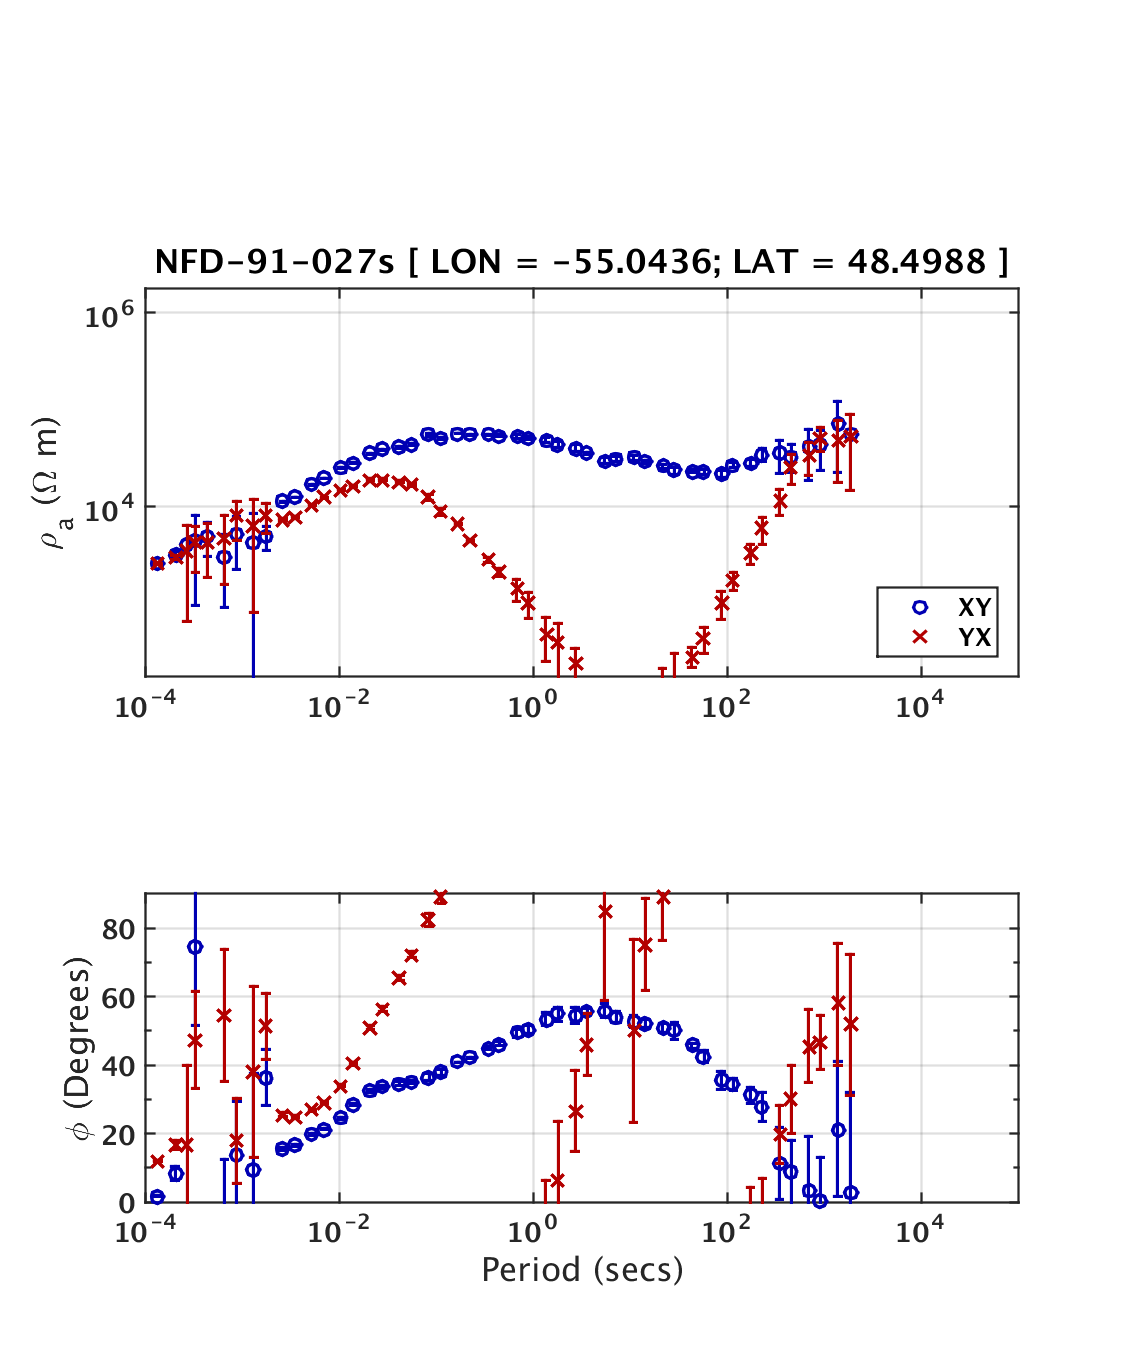 NFD-91-027s [ LON = -55.0436; LAT = 48.4988 ]
10^6
10^4
ρ_a (Ω m)
XY
YX
10^-4 10^-2 10^0 10^2 10^4
80
60
40
20
0
φ (Degrees)
10^-4 10^-2 10^0 10^2 10^4
Period (secs)